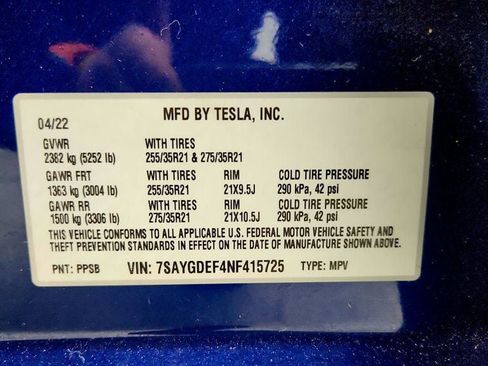 MFD BY TESLA, INC.
04/22
GVWR WITH TIRES
2382 kg (5252 lb) 255/35R21 & 275/35R21
GAWR FRT WITH TIRES RIM COLD TIRE PRESSURE
1363 kg (3004 lb) 255/35R21 21X9.5J 290 kPa, 42 psi
GAWR RR WITH TIRES RIM COLD TIRE PRESSURE
1500 kg (3306 lb) 275/35R21 21X10.5J 290 kPa, 42 psi
THIS VEHICLE CONFORMS TO ALL APPLICABLE U.S. FEDERAL MOTOR VEHICLE SAFETY
AND THEFT PREVENTION STANDARDS IN EFFECT ON THE DATE OF MANUFACTURE SHOWN ABOVE.
PNT: PPSB VIN: 7SAYGDEF4NF415725 TYPE: MPV